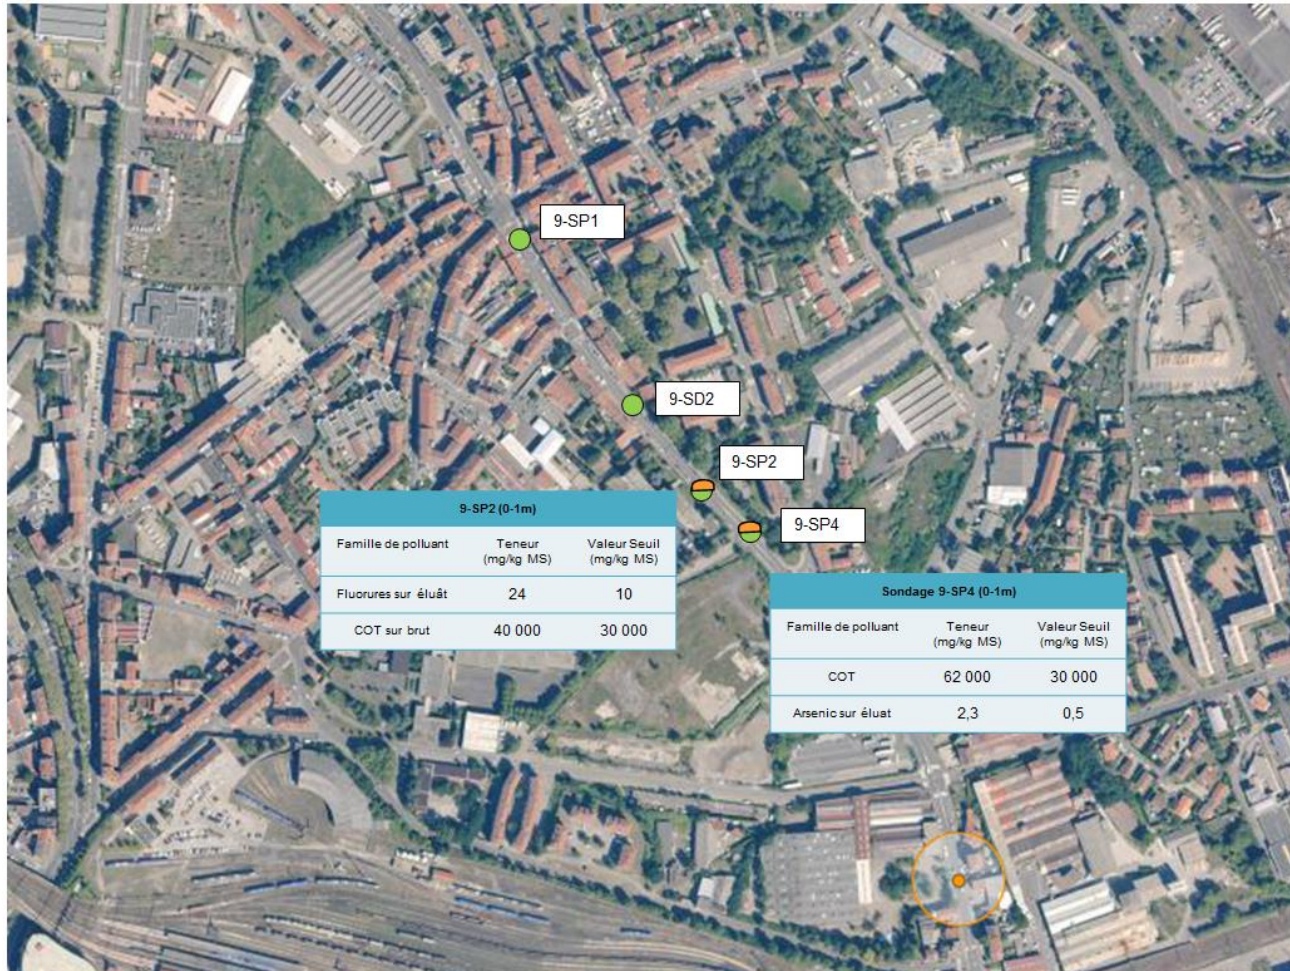 9-SP1
9-SD2
9-SP2
9-SP4
9-SP2 (0-1m)
Famille de polluant Teneur (mg/kg MS) Valeur Seuil (mg/kg MS)
Fluorures sur éluât 24 10
COT sur brut 40 000 30 000
Sondage 9-SP4 (0-1m)
Famille de polluant Teneur (mg/kg MS) Valeur Seuil (mg/kg MS)
COT 62 000 30 000
Arsenic sur éluat 2,3 0,5